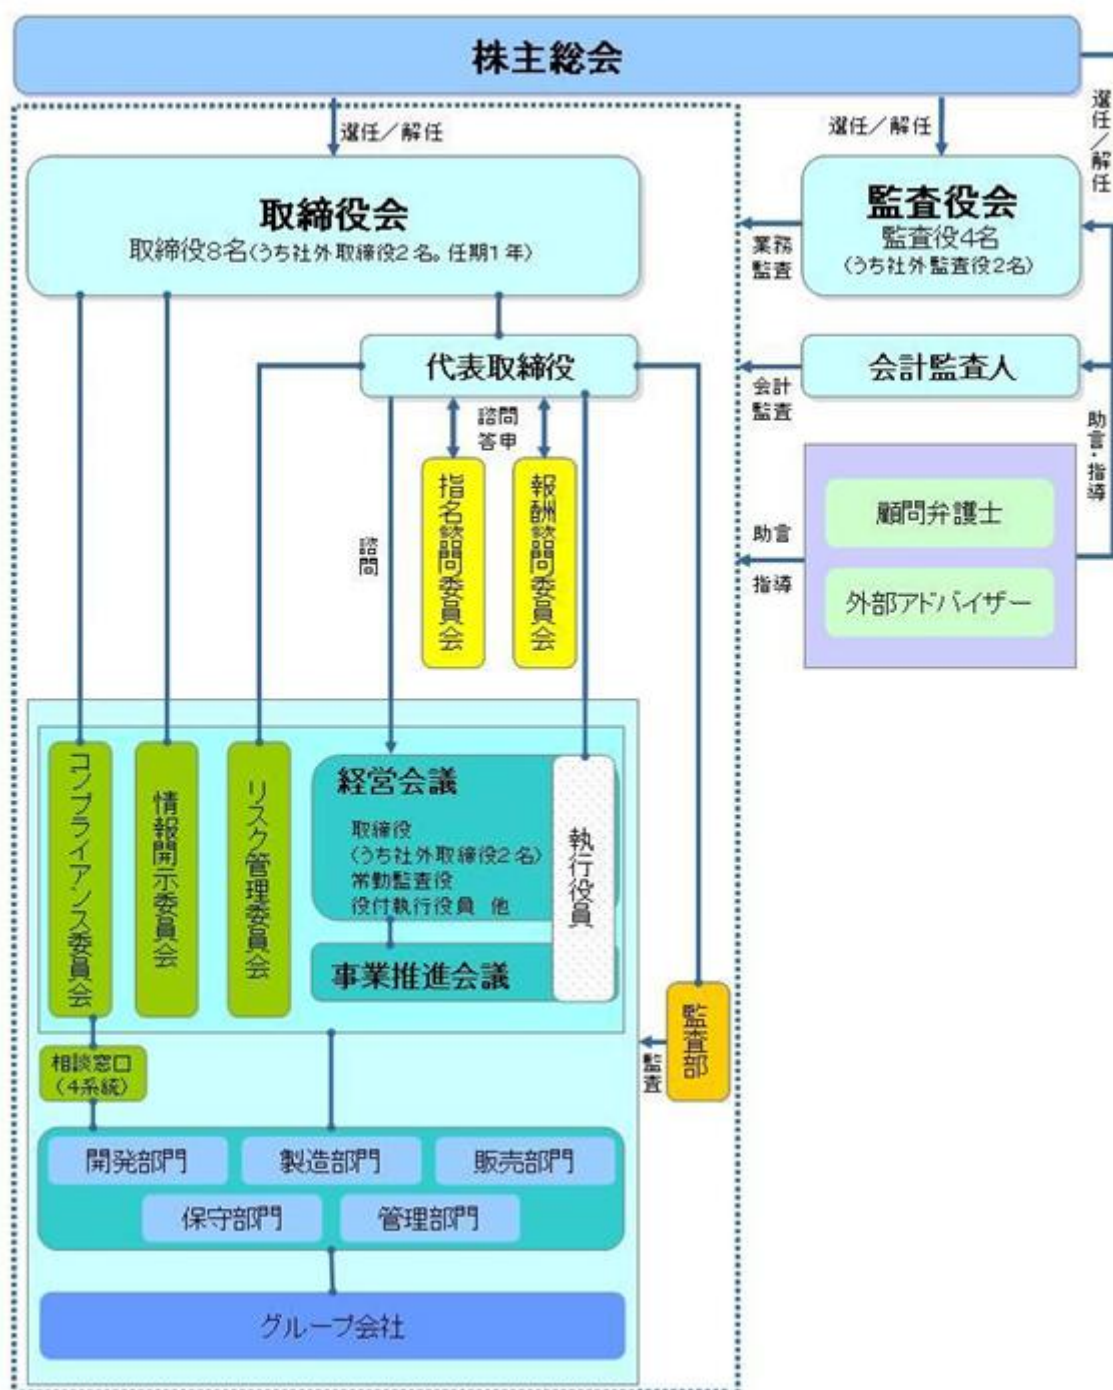 株主総会
選任／解任
選任／解任
選任／解任
取締役会
取締役8名(うち社外取締役2名。任期1年)
監査役会
監査役4名
(うち社外監査役2名)
業務
監査
代表取締役
会計監査人
会計
監査
諮問
答申
助言・指導
指名諮問委員会
報酬諮問委員会
諮問
顧問弁護士
外部アドバイザー
助言
指導
コンプライアンス委員会
情報開示委員会
リスク管理委員会
経営会議
取締役
(うち社外取締役2名)
常勤監査役
役付執行役員 他
執行役員
事業推進会議
監査部
監査
相談窓口
(4系統)
開発部門
製造部門
販売部門
保守部門
管理部門
グループ会社